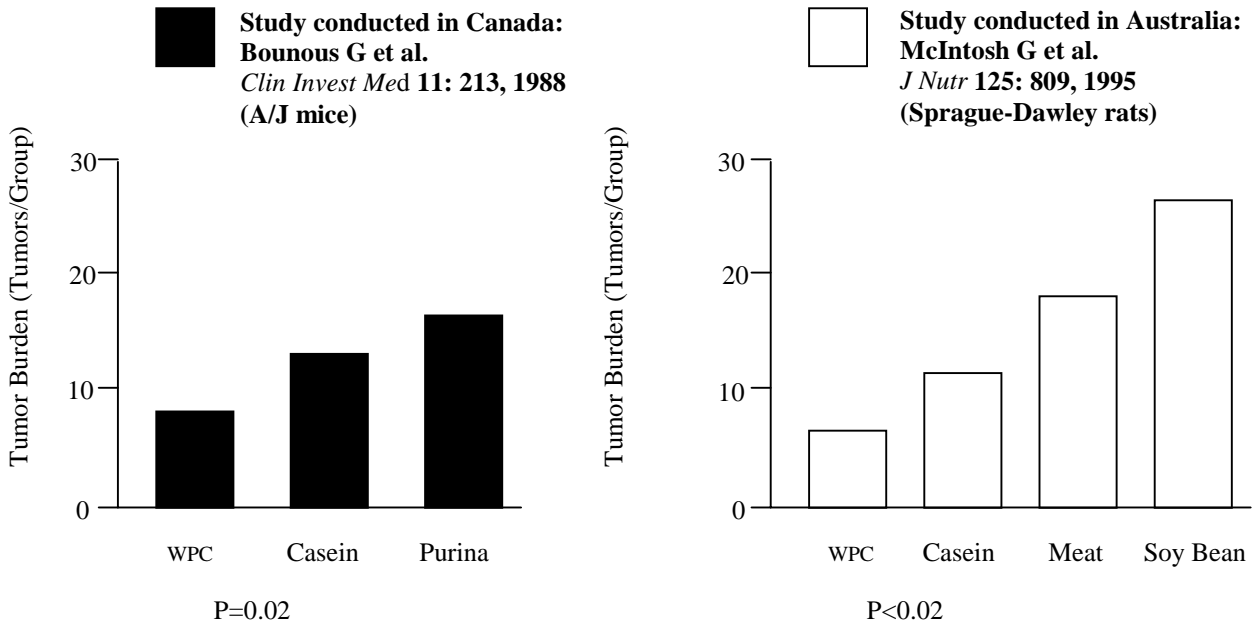 Study conducted in Canada:
Bounous G et al.
Clin Invest Med 11: 213, 1988
(A/J mice)
Tumor Burden (Tumors/Group)
30
20
10
0
WPC Casein Purina
P=0.02
Study conducted in Australia:
McIntosh G et al.
J Nutr 125: 809, 1995
(Sprague-Dawley rats)
Tumor Burden (Tumors/Group)
30
20
10
0
WPC Casein Meat Soy Bean
P<0.02